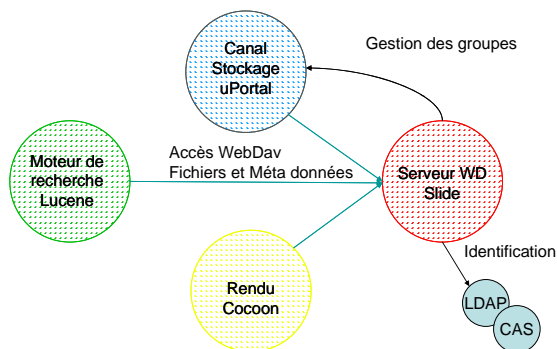 Canal
Stockage
uPortal
Gestion des groupes
Moteur de
recherche
Lucene
Accès WebDav
Fichiers et Méta données
Serveur WD
Slide
Rendu
Cocoon
Identification
LDAP
CAS